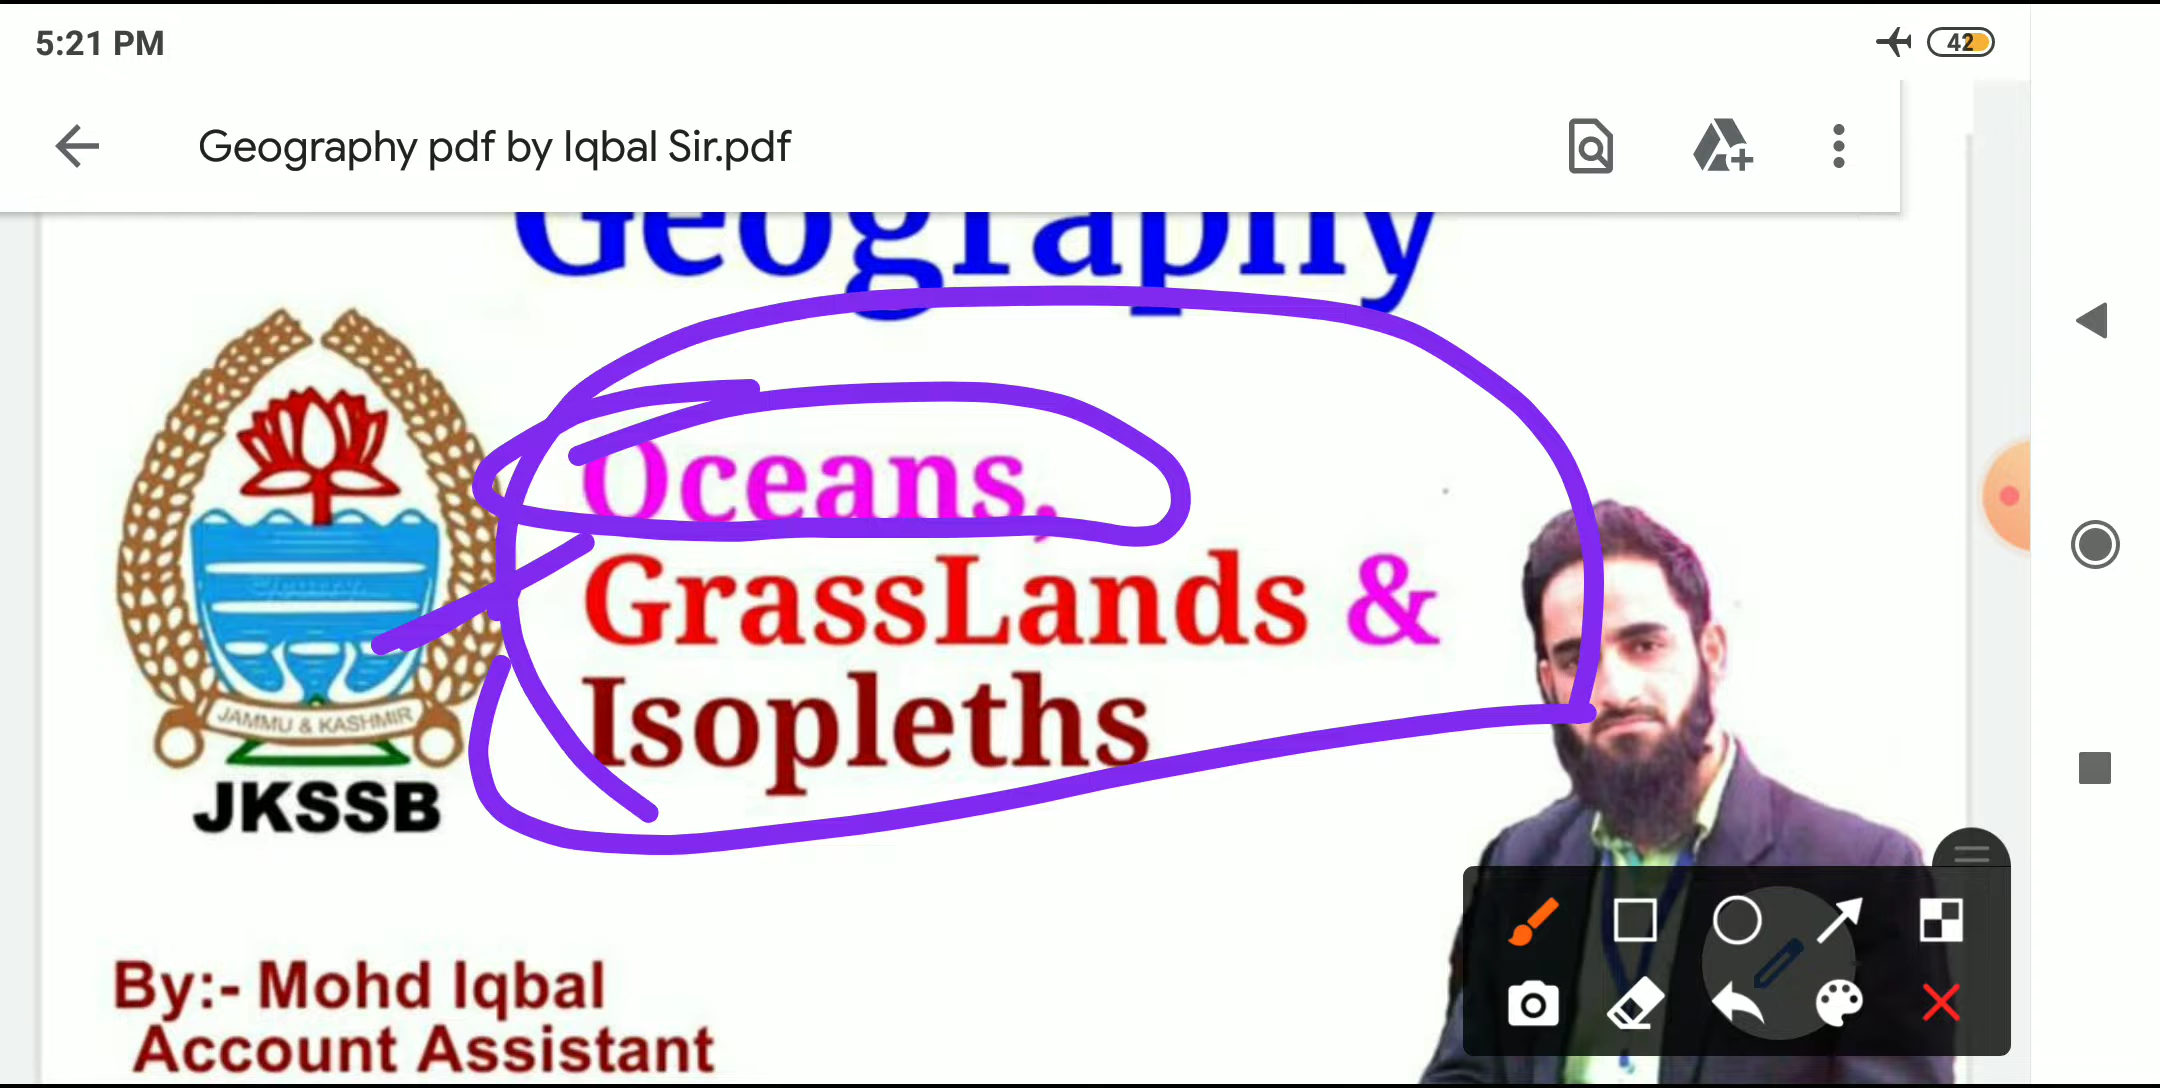 5:21 PM
42
Geography pdf by Iqbal Sir.pdf
Geography
Oceans,
GrassLands &
Isopleths
JAMMU & KASHMIR
JKSSB
By:- Mohd Iqbal
Account Assistant